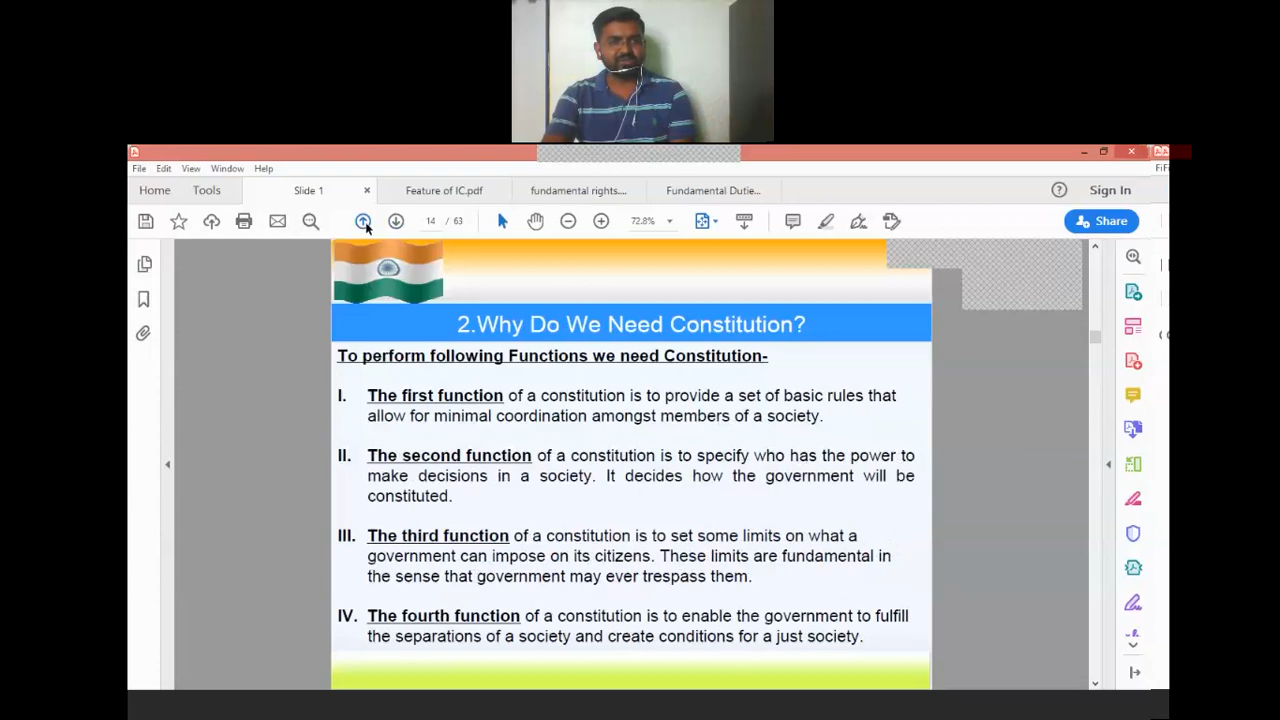 File Edit View Window Help
Home Tools Slide 1 × Feature of IC.pdf fundamental rights.... Fundamental Dutie... Sign In
14 / 63 72.8% Share
2.Why Do We Need Constitution?
To perform following Functions we need Constitution-
I. The first function of a constitution is to provide a set of basic rules that
allow for minimal coordination amongst members of a society.
II. The second function of a constitution is to specify who has the power to
make decisions in a society. It decides how the government will be
constituted.
III. The third function of a constitution is to set some limits on what a
government can impose on its citizens. These limits are fundamental in
the sense that government may ever trespass them.
IV. The fourth function of a constitution is to enable the government to fulfill
the separations of a society and create conditions for a just society.